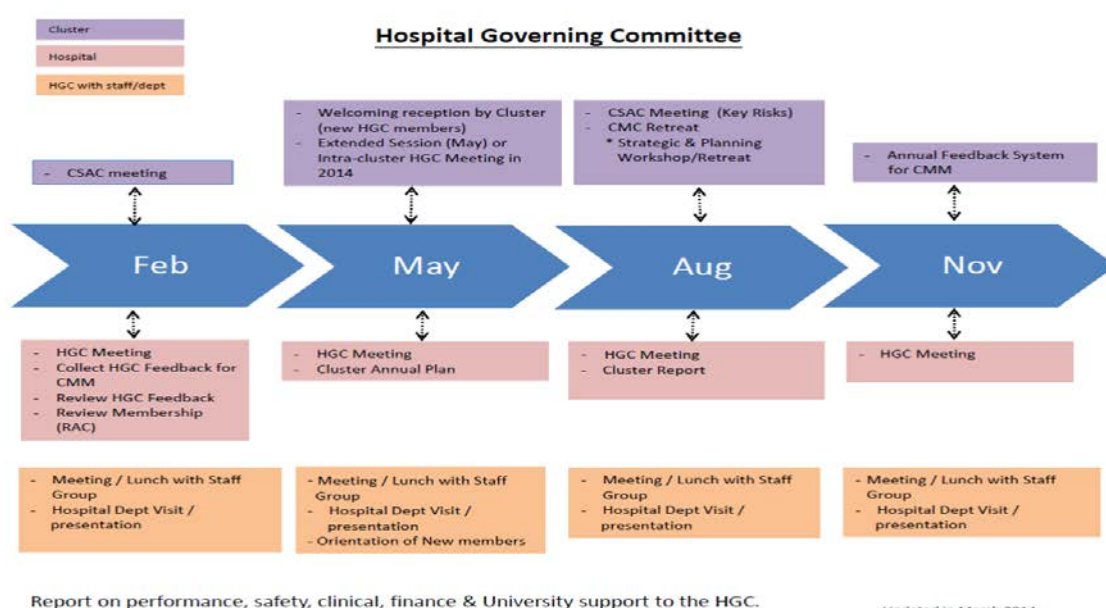 Cluster
Hospital
HGC with staff/dept
Hospital Governing Committee
- CSAC meeting
- Welcoming reception by Cluster
(new HGC members)
- Extended Session (May) or
Intra-cluster HGC Meeting in
2014
- CSAC Meeting (Key Risks)
- CMC Retreat
* Strategic & Planning
Workshop/Retreat
- Annual Feedback System
for CMM
Feb
May
Aug
Nov
- HGC Meeting
- Collect HGC Feedback for
CMM
- Review HGC Feedback
- Review Membership
(RAC)
- HGC Meeting
- Cluster Annual Plan
- HGC Meeting
- Cluster Report
- HGC Meeting
- Meeting / Lunch with Staff
Group
- Hospital Dept Visit /
presentation
- Meeting / Lunch with Staff
Group
- Hospital Dept Visit /
presentation
- Orientation of New members
- Meeting / Lunch with Staff
Group
- Hospital Dept Visit /
presentation
- Meeting / Lunch with Staff
Group
- Hospital Dept Visit /
presentation
Report on performance, safety, clinical, finance & University support to the HGC.